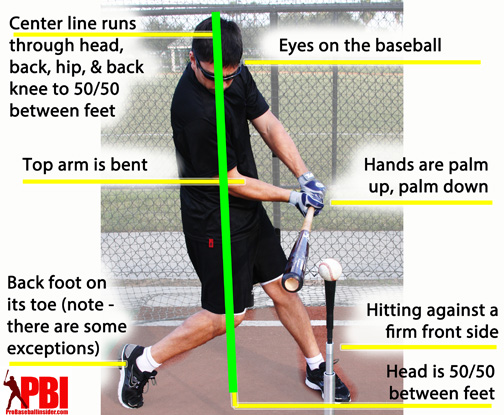 Center line runs
through head,
back, hip, & back
knee to 50/50
between feet
Eyes on the baseball
Top arm is bent
Hands are palm
up, palm down
Back foot on
its toe (note -
there are some
exceptions)
Hitting against a
firm front side
Head is 50/50
between feet
PBI
ProBaseballInsider.com